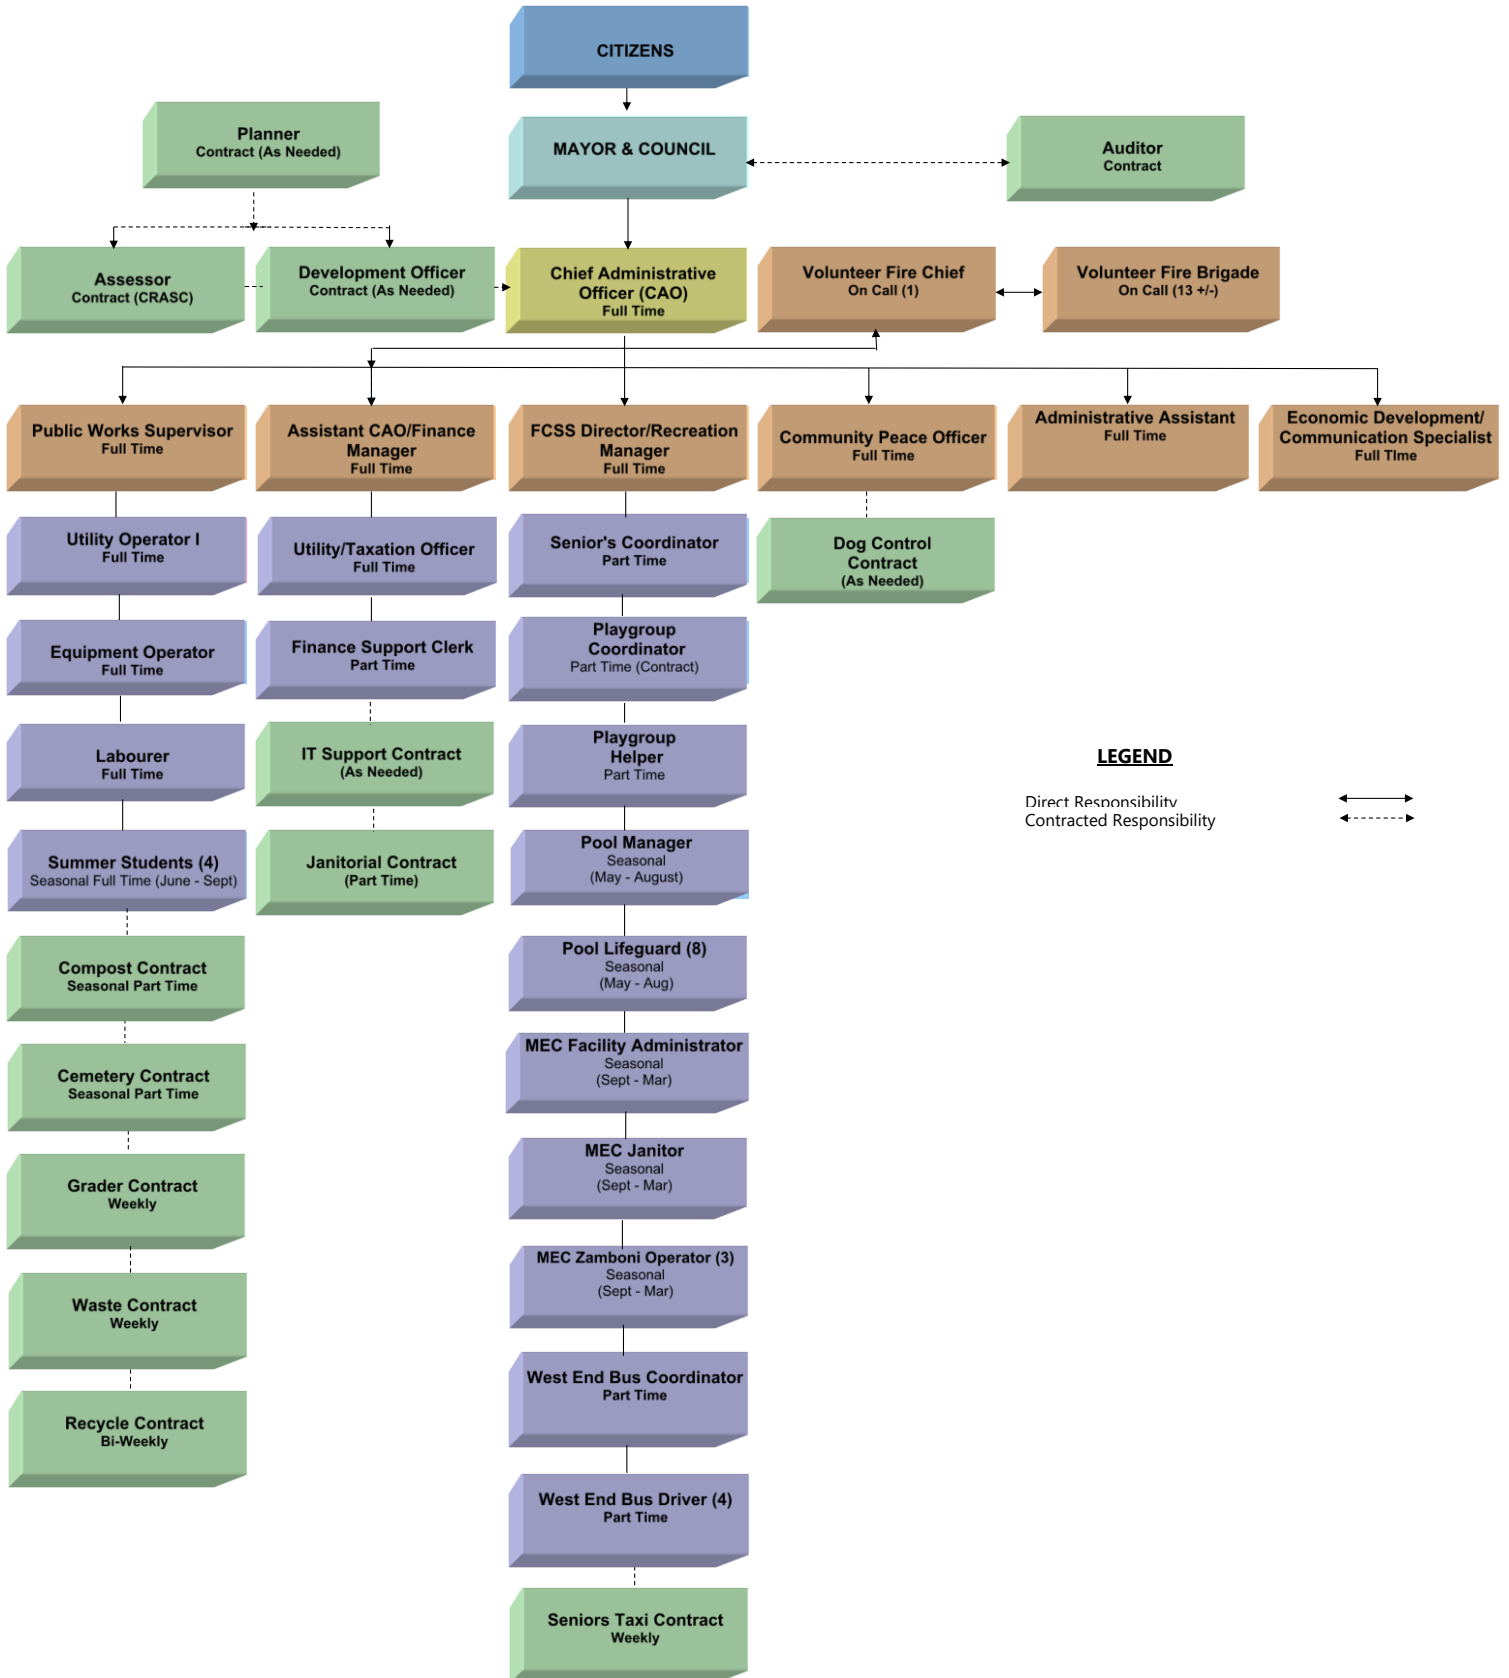 CITIZENS
Planner
Contract (As Needed)
MAYOR & COUNCIL
Auditor
Contract
Assessor
Contract (CRASC)
Development Officer
Contract (As Needed)
Chief Administrative
Officer (CAO)
Full Time
Volunteer Fire Chief
On Call (1)
Volunteer Fire Brigade
On Call (13 +/-)
Public Works Supervisor
Full Time
Assistant CAO/Finance
Manager
Full Time
FCSS Director/Recreation
Manager
Full Time
Community Peace Officer
Full Time
Administrative Assistant
Full Time
Economic Development/
Communication Specialist
Full TIme
Utility Operator I
Full Time
Utility/Taxation Officer
Full Time
Senior's Coordinator
Part Time
Dog Control
Contract
(As Needed)
Equipment Operator
Full Time
Finance Support Clerk
Part Time
Playgroup
Coordinator
Part Time (Contract)
Labourer
Full Time
IT Support Contract
(As Needed)
Playgroup
Helper
Part Time
LEGEND
Direct Responsibility
Contracted Responsibility
Summer Students (4)
Seasonal Full Time (June - Sept)
Janitorial Contract
(Part Time)
Pool Manager
Seasonal
(May - August)
Compost Contract
Seasonal Part Time
Pool Lifeguard (8)
Seasonal
(May - Aug)
Cemetery Contract
Seasonal Part Time
MEC Facility Administrator
Seasonal
(Sept - Mar)
Grader Contract
Weekly
MEC Janitor
Seasonal
(Sept - Mar)
Waste Contract
Weekly
MEC Zamboni Operator (3)
Seasonal
(Sept - Mar)
Recycle Contract
Bi-Weekly
West End Bus Coordinator
Part Time
West End Bus Driver (4)
Part Time
Seniors Taxi Contract
Weekly